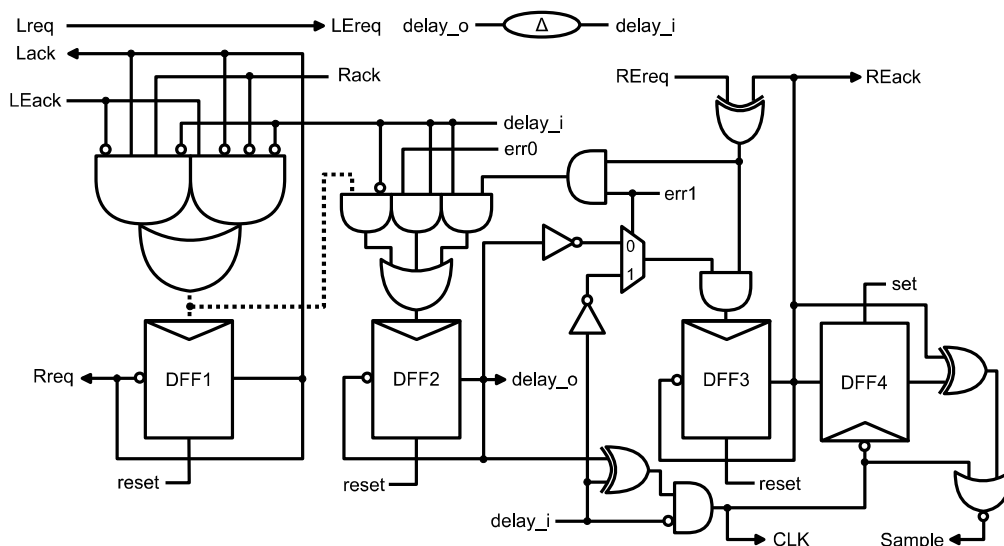 Lreq LEreq delay_o Δ delay_i
Lack
Rack REreq REack
LEack
delay_i
err0
err1
0
1
set
Rreq DFF1 DFF2 delay_o DFF3 DFF4
reset reset reset
delay_i
CLK Sample